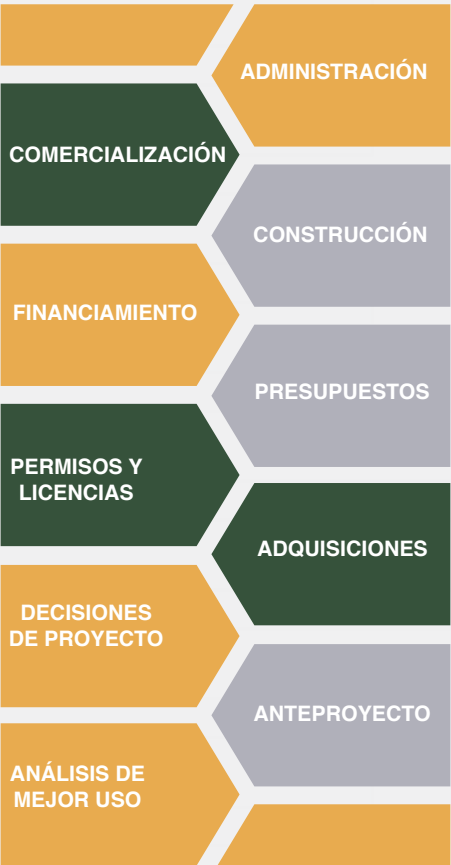 ADMINISTRACIÓN
COMERCIALIZACIÓN
CONSTRUCCIÓN
FINANCIAMIENTO
PRESUPUESTOS
PERMISOS Y
LICENCIAS
ADQUISICIONES
DECISIONES
DE PROYECTO
ANTEPROYECTO
ANÁLISIS DE
MEJOR USO